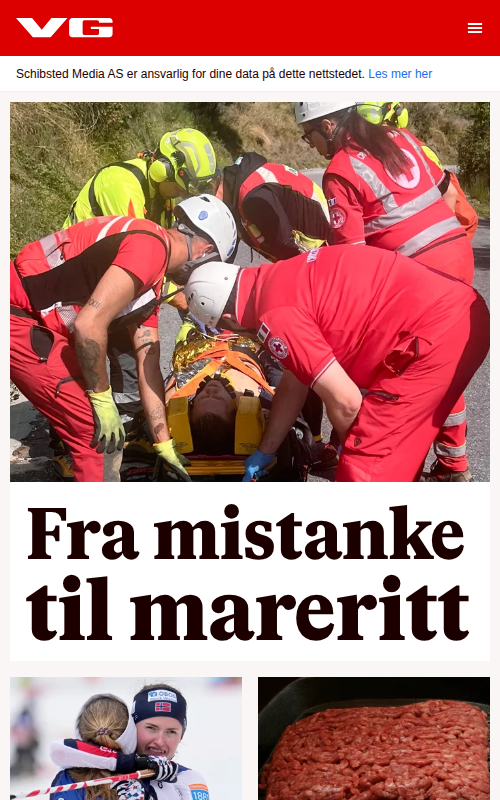 VG
Schibsted Media AS er ansvarlig for dine data på dette nettstedet. Les mer her
Fra mistanke
til mareritt